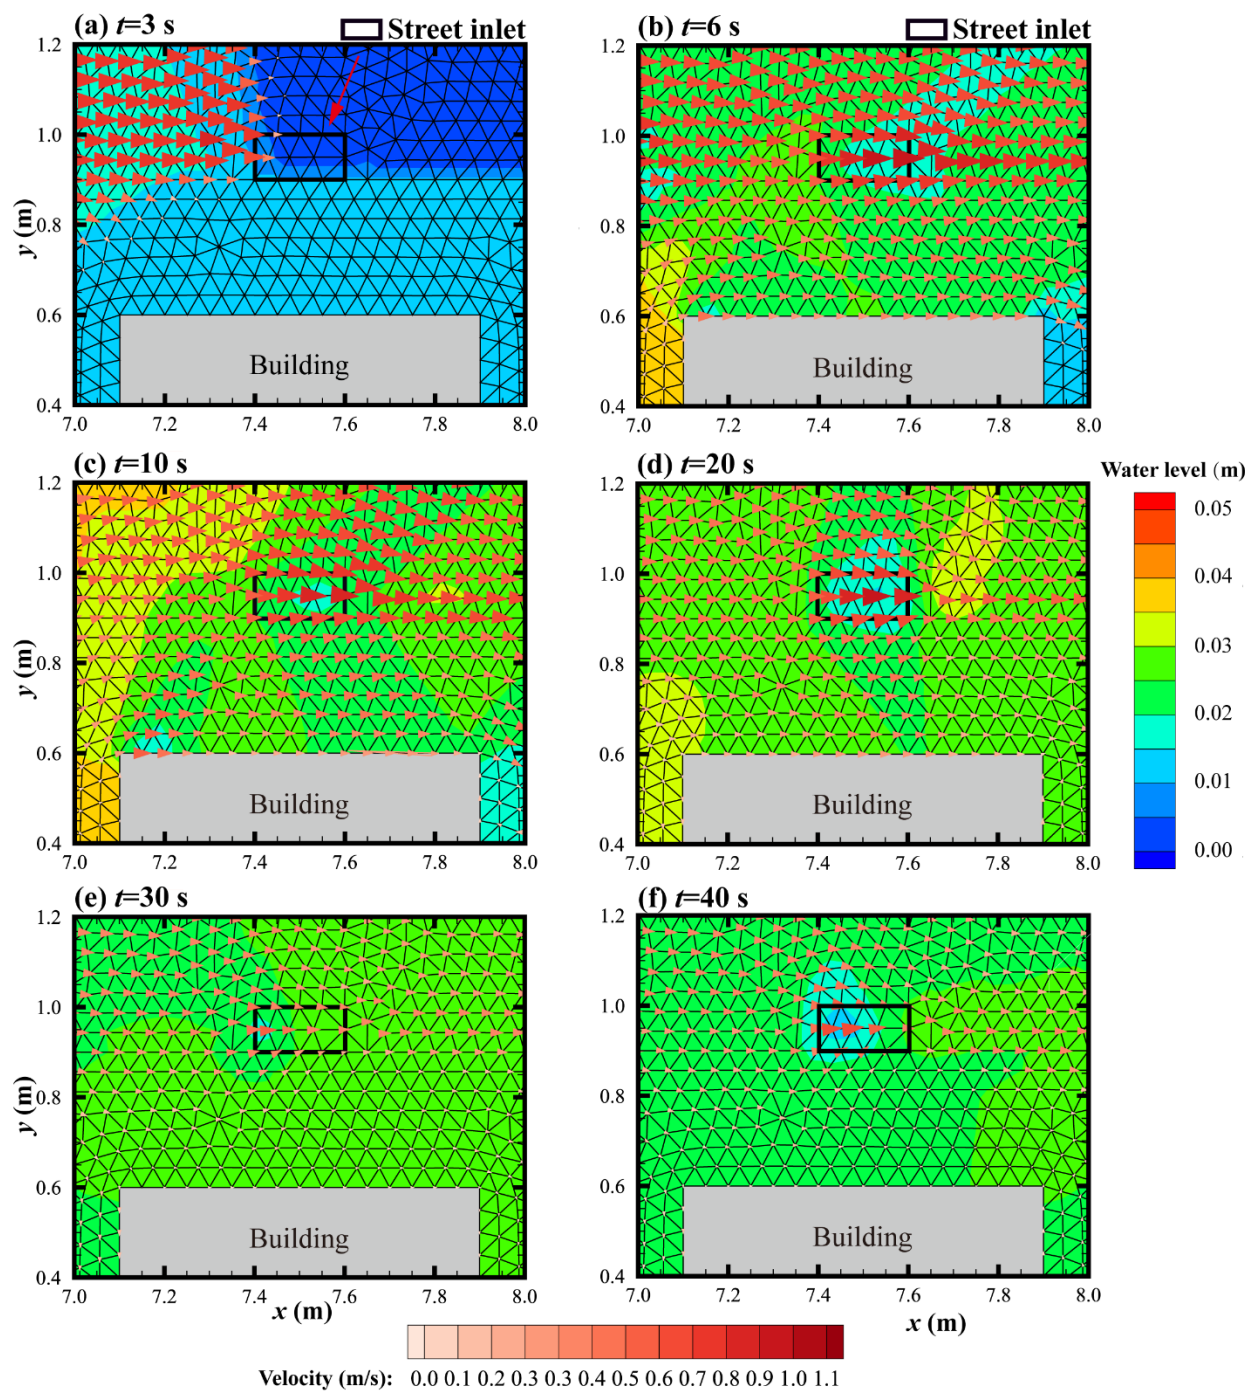 (a) t=3 s
Street inlet
(b) t=6 s
Street inlet
1.2
1.0
0.8
0.6
0.4
y (m)
Building
7.0 7.2 7.4 7.6 7.8 8.0
1.2
1.0
0.8
0.6
0.4
Building
7.0 7.2 7.4 7.6 7.8 8.0
(c) t=10 s
(d) t=20 s
1.2
1.0
0.8
0.6
0.4
y (m)
Building
7.0 7.2 7.4 7.6 7.8 8.0
1.2
1.0
0.8
0.6
0.4
Building
7.0 7.2 7.4 7.6 7.8 8.0
Water level (m)
0.05
0.04
0.03
0.02
0.01
0.00
(e) t=30 s
(f) t=40 s
1.2
1.0
0.8
0.6
0.4
y (m)
Building
7.0 7.2 7.4 7.6 7.8 8.0
x (m)
1.2
1.0
0.8
0.6
0.4
Building
7.0 7.2 7.4 7.6 7.8 8.0
x (m)
Velocity (m/s): 0.0 0.1 0.2 0.3 0.3 0.4 0.5 0.6 0.7 0.8 0.9 1.0 1.1